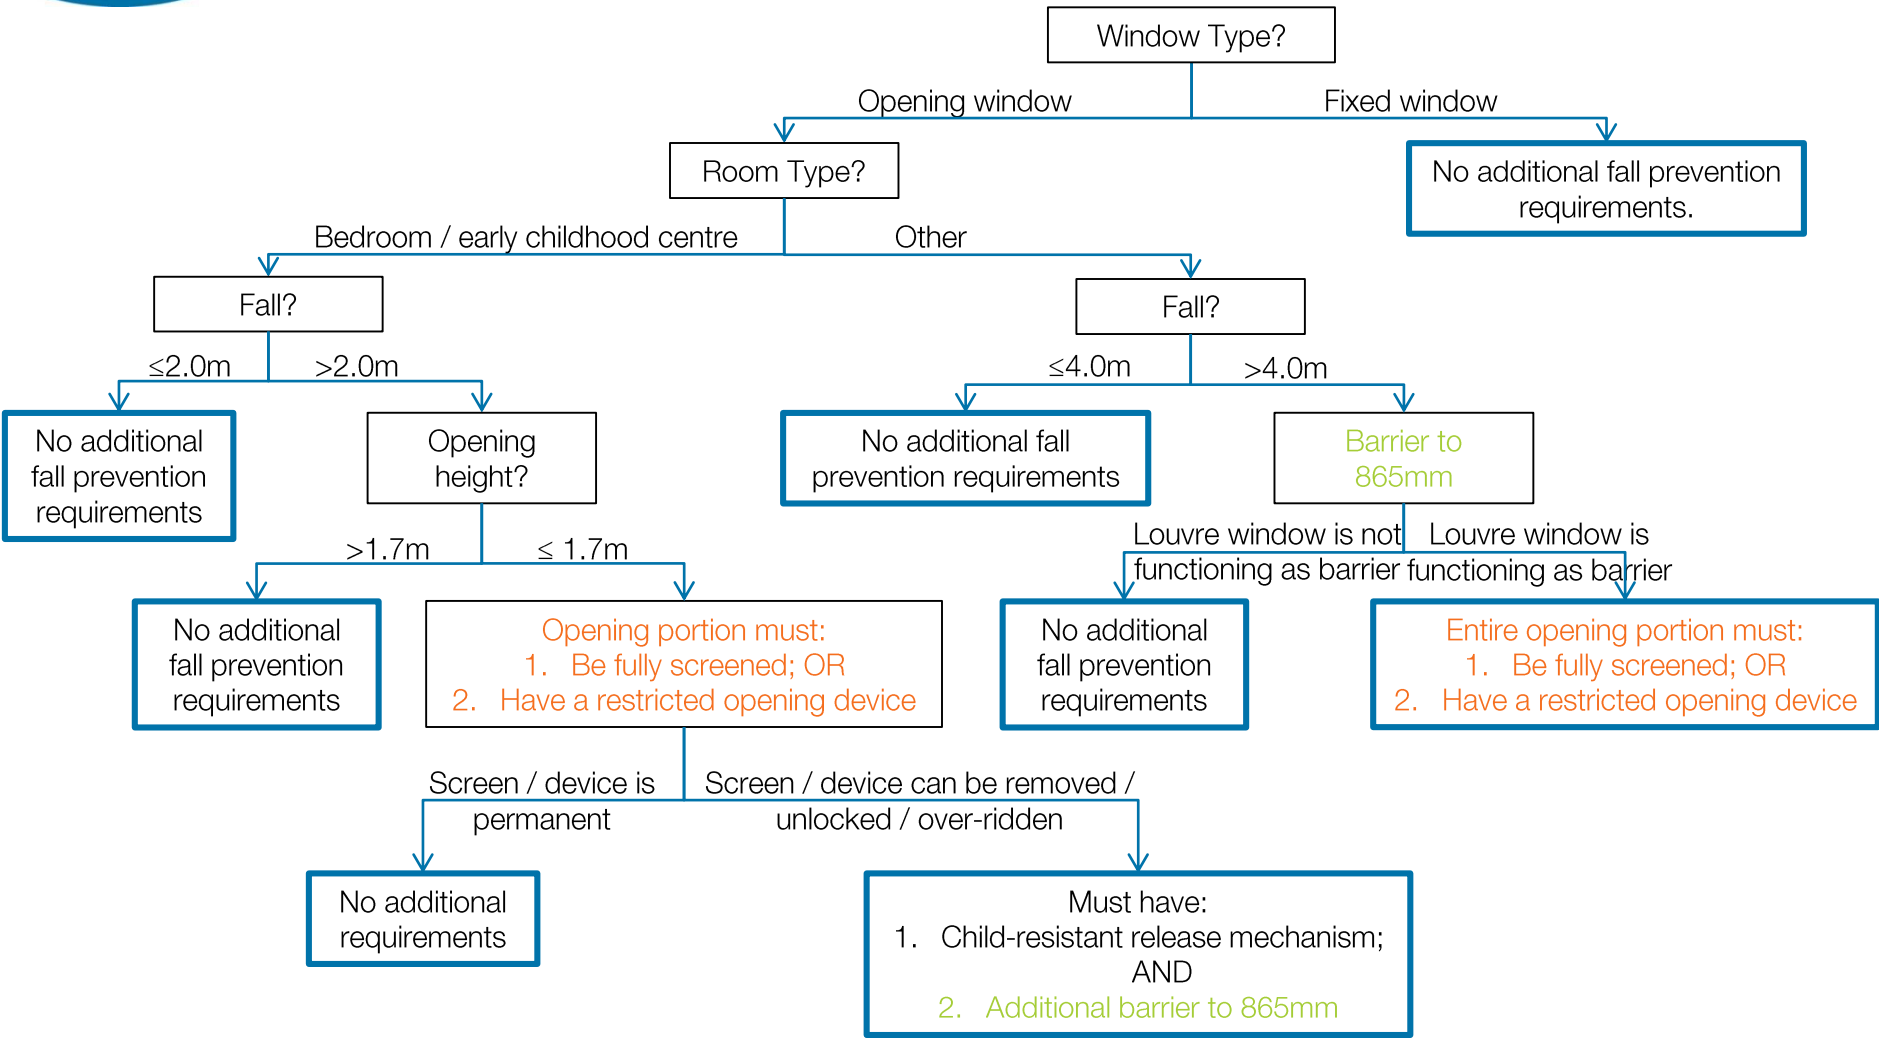 Window Type?
Opening window
Fixed window
Room Type?
No additional fall prevention
requirements.
Bedroom / early childhood centre
Other
Fall?
Fall?
≤2.0m
>2.0m
≤4.0m
>4.0m
No additional
fall prevention
requirements
Opening
height?
No additional fall
prevention requirements
Barrier to
865mm
>1.7m
≤ 1.7m
Louvre window is not
functioning as barrier
Louvre window is
functioning as barrier
No additional
fall prevention
requirements
Opening portion must:
1. Be fully screened; OR
2. Have a restricted opening device
No additional
fall prevention
requirements
Entire opening portion must:
1. Be fully screened; OR
2. Have a restricted opening device
Screen / device is
permanent
Screen / device can be removed /
unlocked / over-ridden
No additional
requirements
Must have:
1. Child-resistant release mechanism;
AND
2. Additional barrier to 865mm